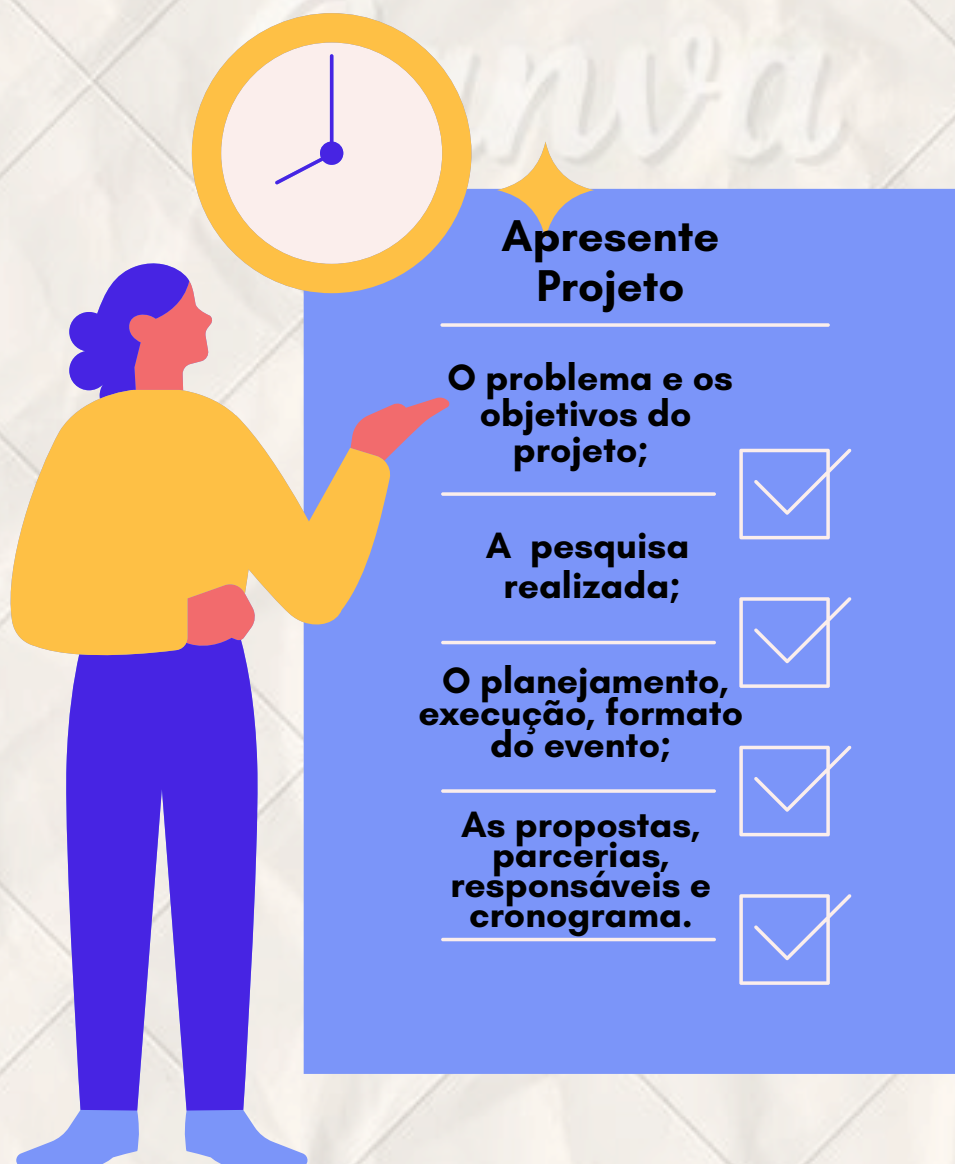 Canva
Apresente
Projeto
O problema e os
objetivos do
projeto;
A pesquisa
realizada;
O planejamento,
execução, formato
do evento;
As propostas,
parcerias,
responsáveis e
cronograma.